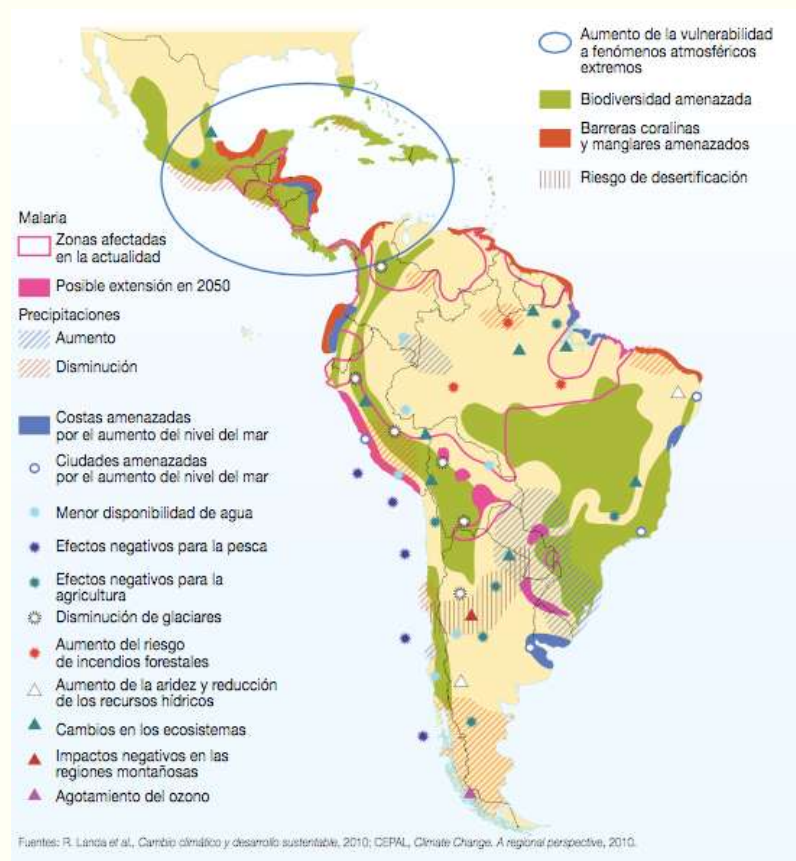 Aumento de la vulnerabilidad
a fenómenos atmosféricos
extremos
Biodiversidad amenazada
Barreras coralinas
y manglares amenazados
Riesgo de desertificación
Malaria
Zonas afectadas
en la actualidad
Posible extensión en 2050
Precipitaciones
Aumento
Disminución
Costas amenazadas
por el aumento del nivel del mar
Ciudades amenazadas
por el aumento del nivel del mar
Menor disponibilidad de agua
Efectos negativos para la pesca
Efectos negativos para la
agricultura
Disminución de glaciares
Aumento del riesgo
de incendios forestales
Aumento de la aridez y reducción
de los recursos hídricos
Cambios en los ecosistemas
Impactos negativos en las
regiones montañosas
Agotamiento del ozono
Fuentes: R. Landa et al., Cambio climático y desarrollo sustentable, 2010; CEPAL, Climate Change. A regional perspective, 2010.